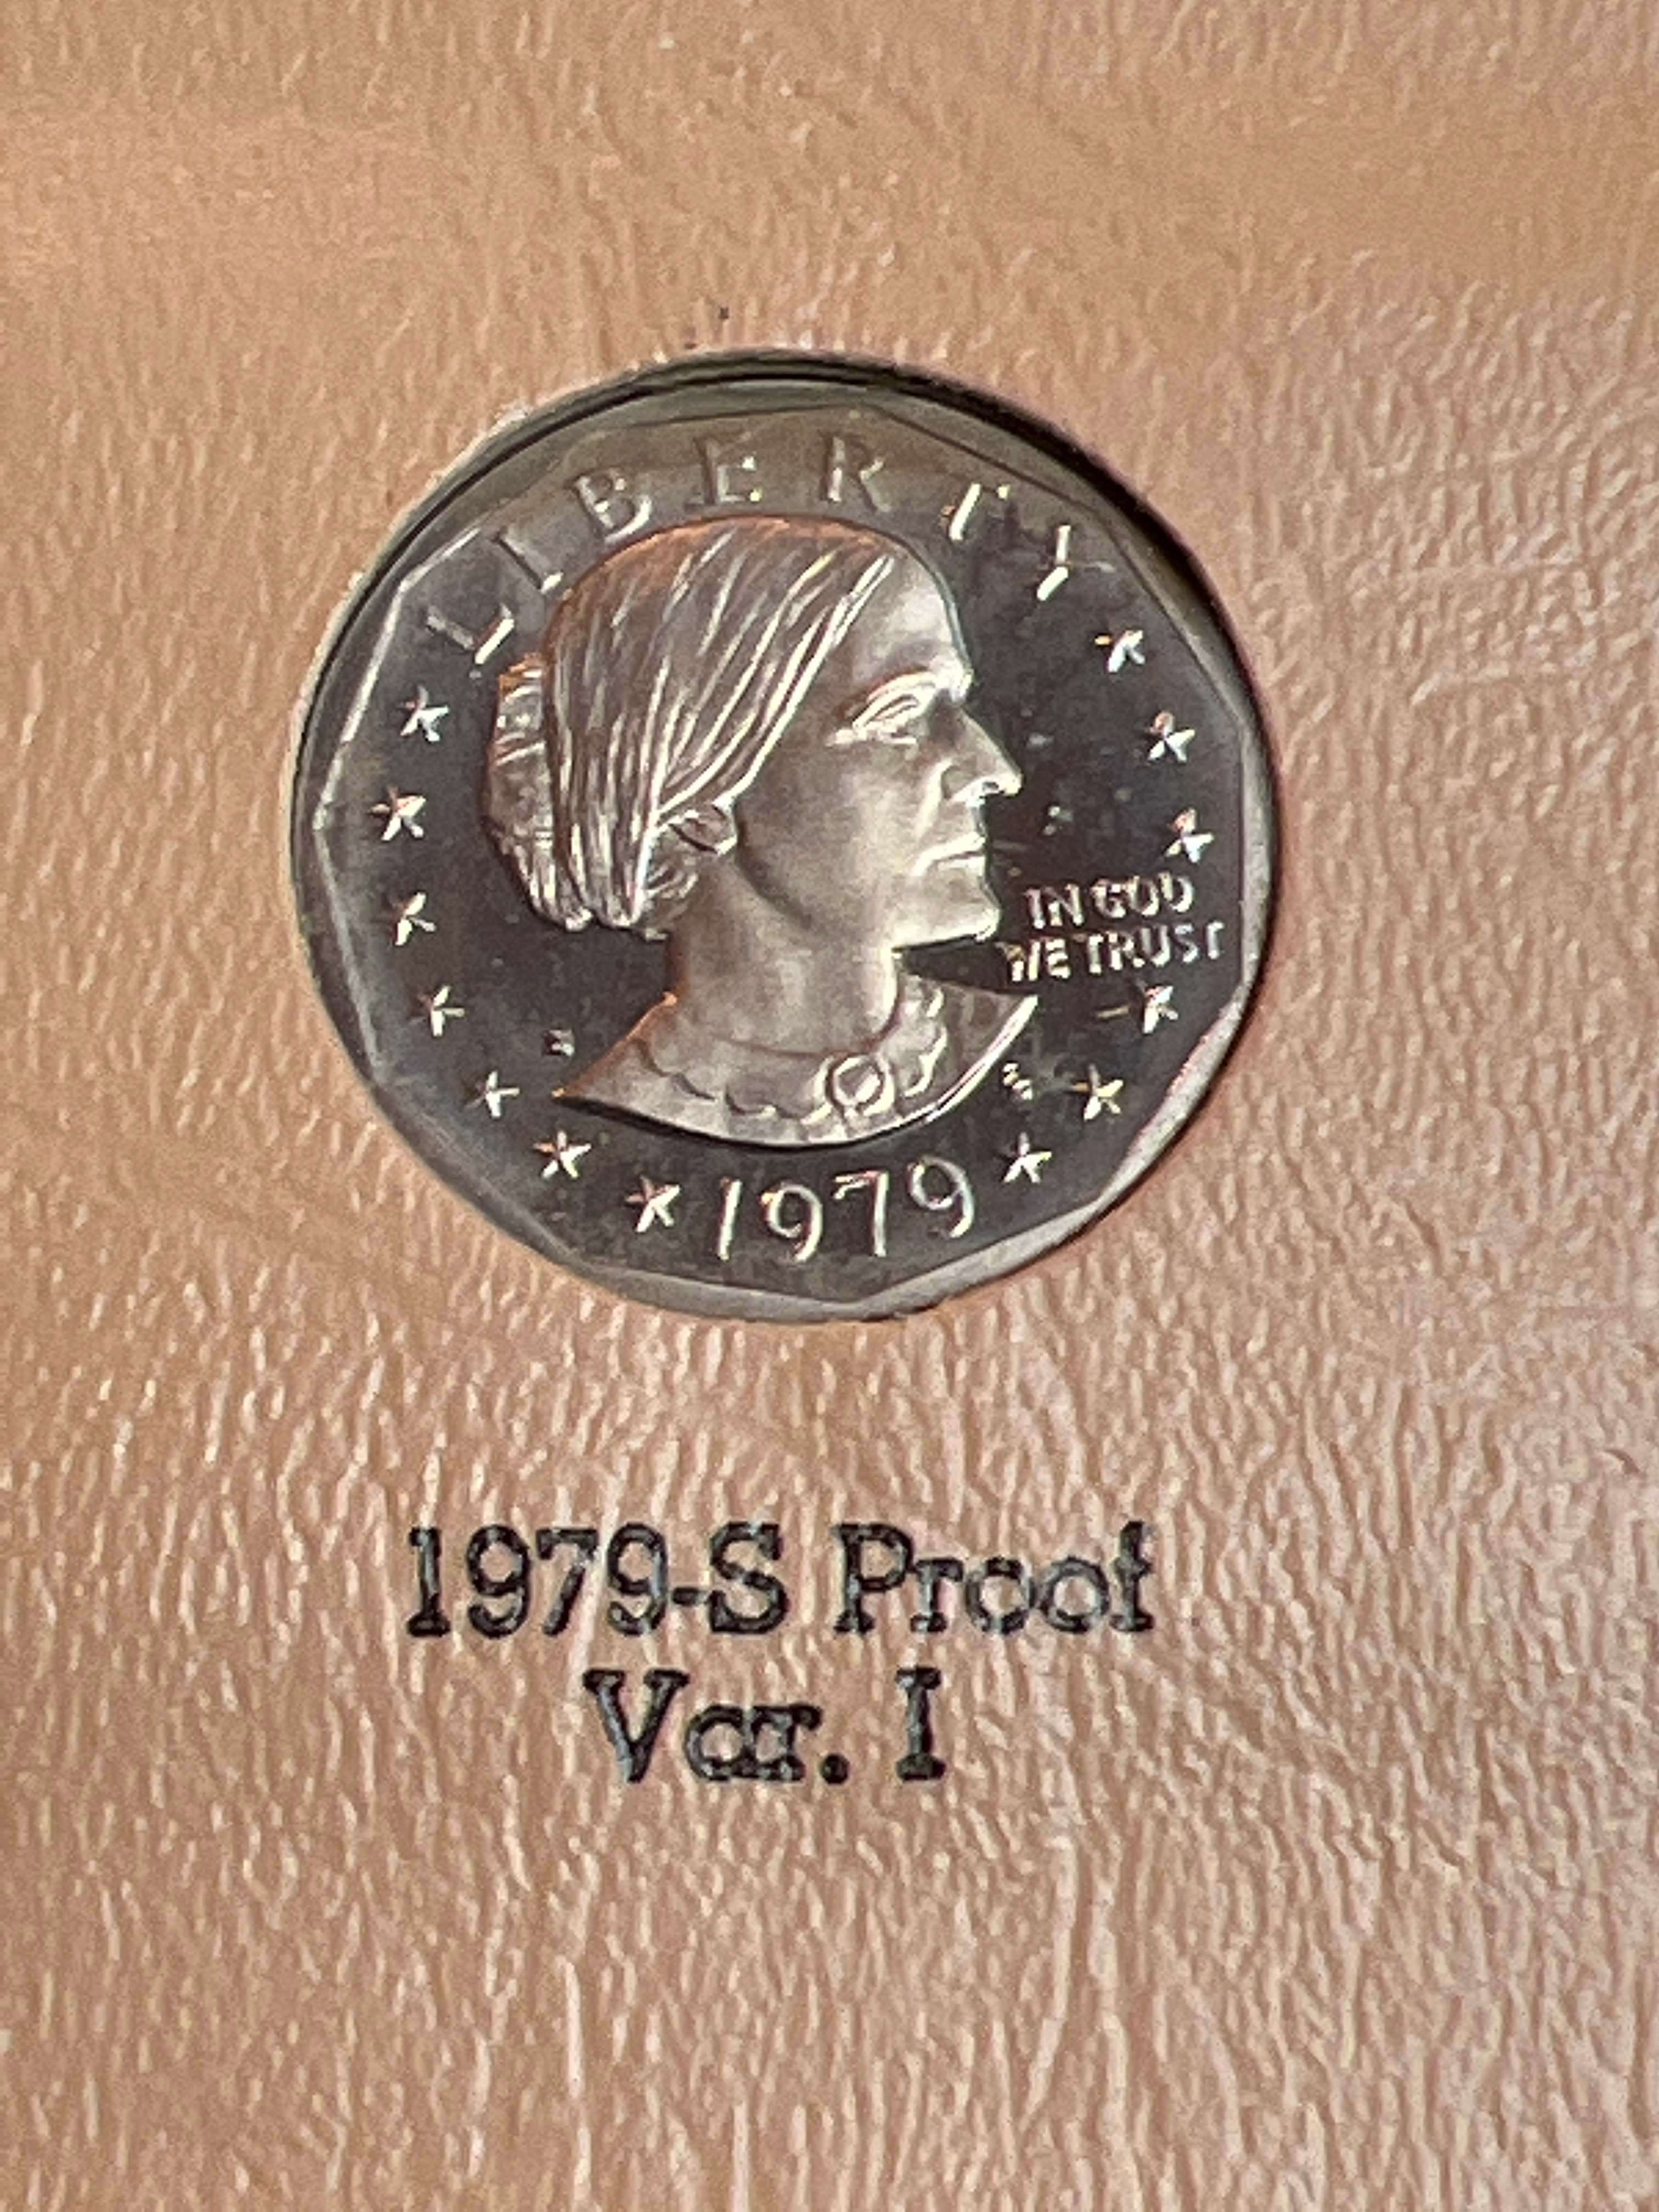 LIBERTY
IN GOD
WE TRUST
S
1979
1979-S Proof
Var. I